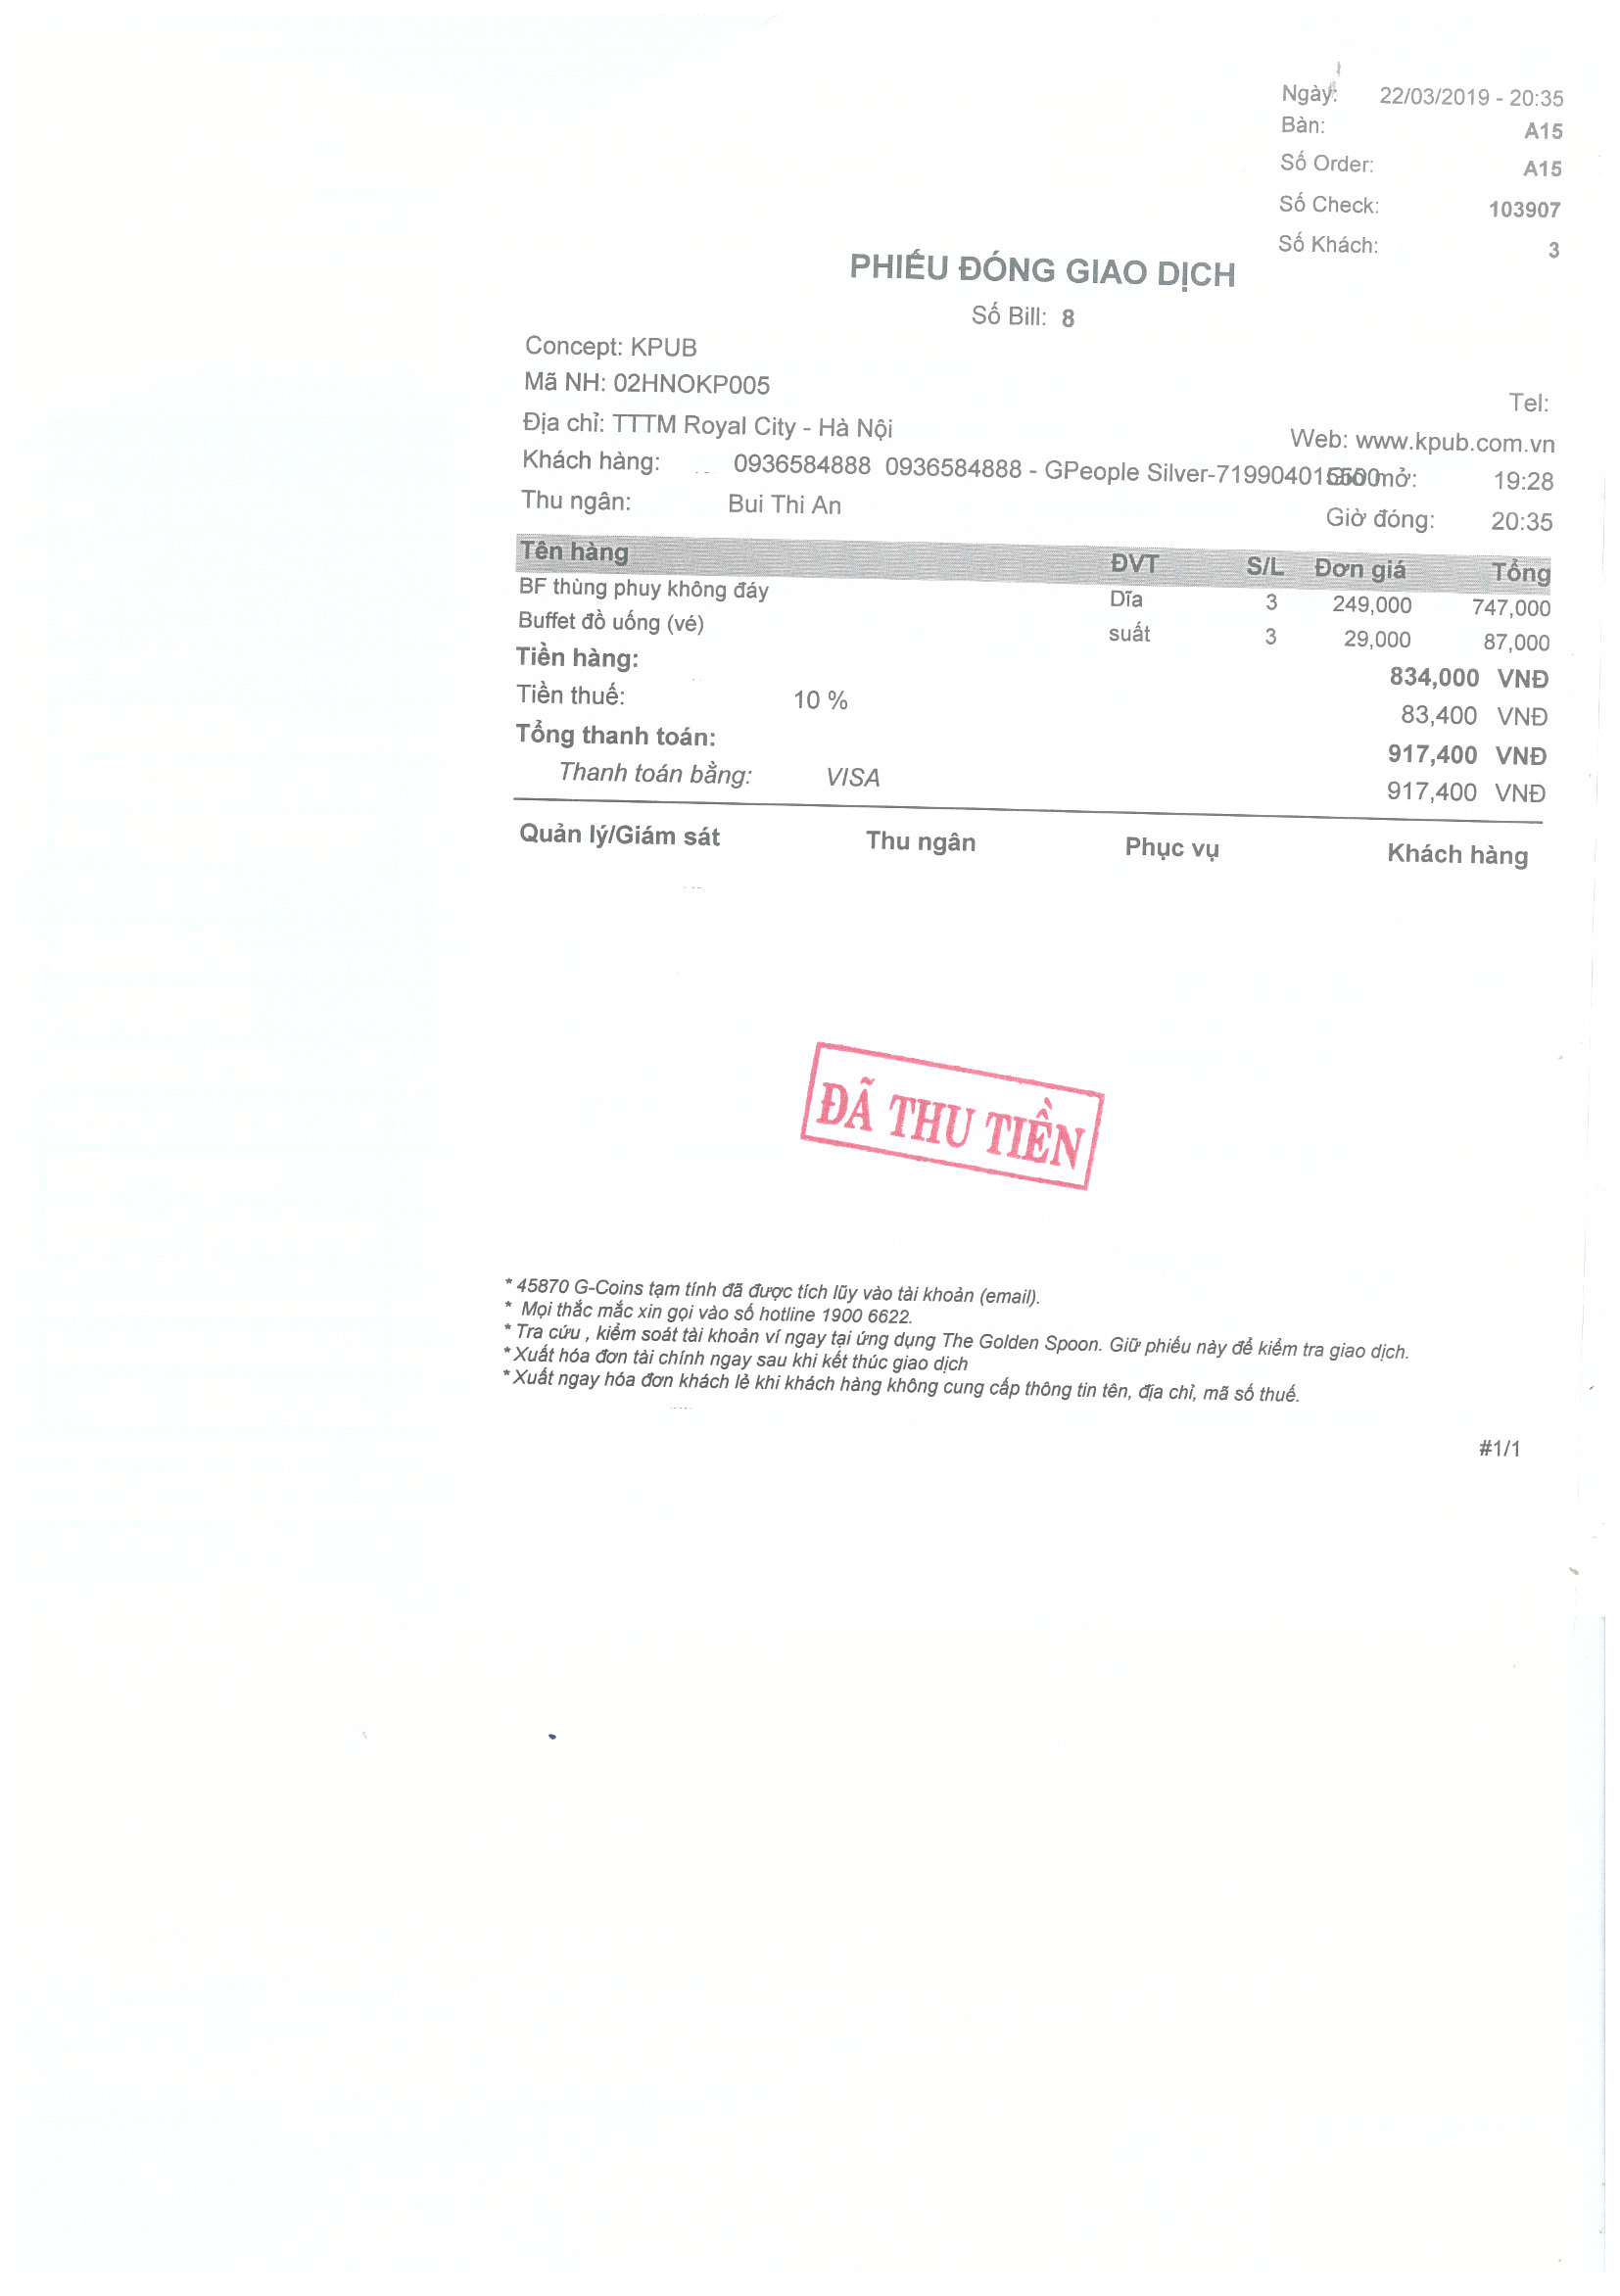 Ngày: 22/03/2019 - 20:35
Bàn: A15
Số Order: A15
Số Check: 103907
Số Khách: 3
PHIẾU ĐÓNG GIAO DỊCH
Số Bill: 8
Concept: KPUB
Mã NH: 02HNOKP005
Tel:
Địa chỉ: TTTM Royal City - Hà Nội
Web: www.kpub.com.vn
Khách hàng: 0936584888 0936584888 - GPeople Silver- mở: 19:28
Thu ngân: Bui Thi An
Giờ đóng: 20:35
Tên hàng ĐVT S/L Đơn giá Tổng
BF thùng phuy không đáy Dĩa 3 249,000 747,000
Buffet đồ uống (vé) suất 3 29,000 87,000
Tiền hàng: 834,000 VNĐ
Tiền thuế: 10 % 83,400 VNĐ
Tổng thanh toán: 917,400 VNĐ
Thanh toán bằng: VISA 917,400 VNĐ
Quản lý/Giám sát Thu ngân Phục vụ Khách hàng
ĐÃ THU TIỀN
* 45870 G-Coins tạm tính đã được tích lũy vào tài khoản (email).
* Mọi thắc mắc xin gọi vào số hotline 1900 6622.
* Tra cứu , kiểm soát tài khoản ví ngay tại ứng dụng The Golden Spoon. Giữ phiếu này để kiểm tra giao dịch.
* Xuất hóa đơn tài chính ngay sau khi kết thúc giao dịch
* Xuất ngay hóa đơn khách lẻ khi khách hàng không cung cấp thông tin tên, địa chỉ, mã số thuế.
#1/1